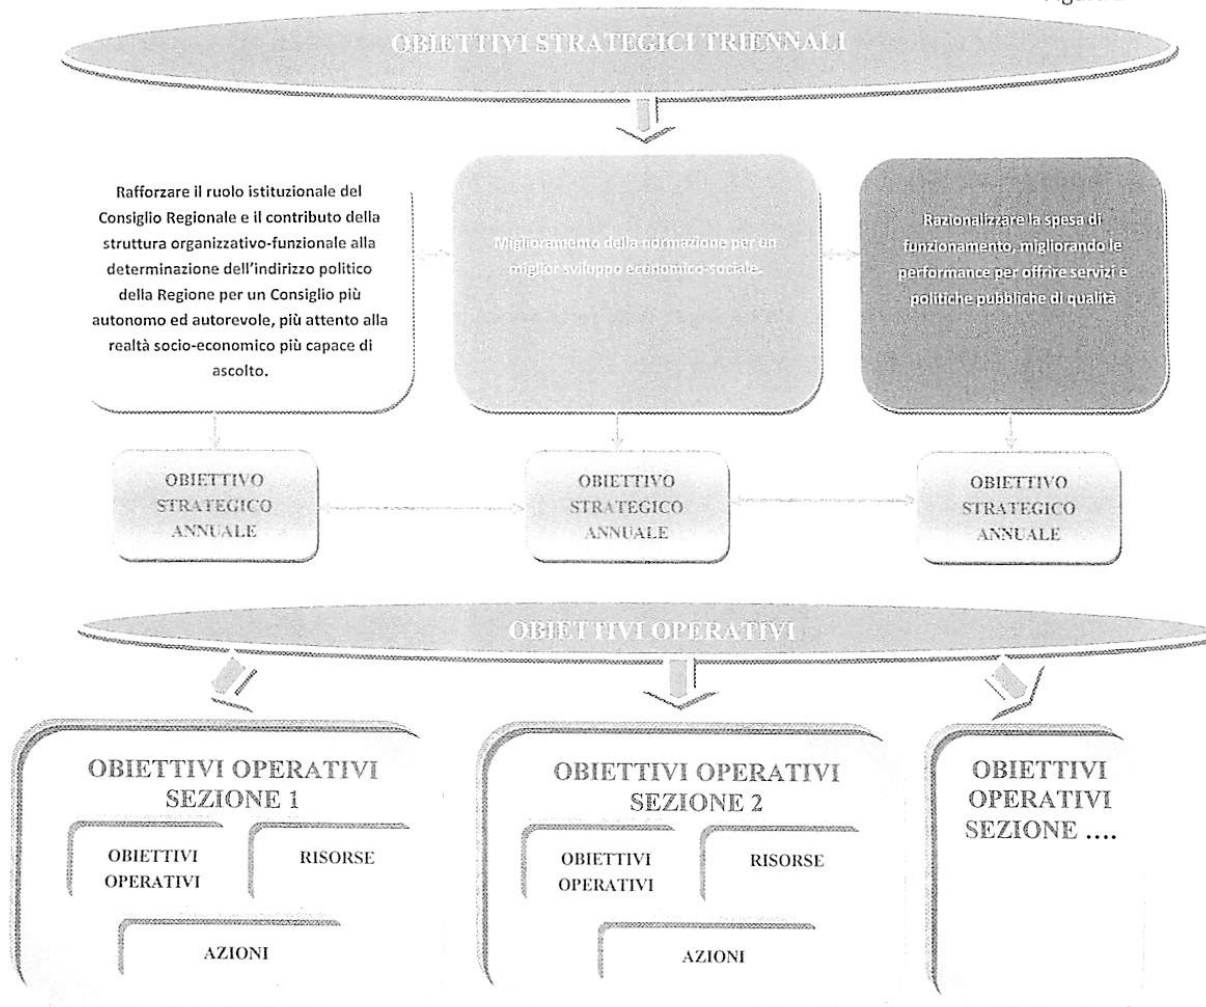 OBIETTIVI STRATEGICI TRIENNALI
Rafforzare il ruolo istituzionale del
Consiglio Regionale e il contributo della
struttura organizzativo-funzionale alla
determinazione dell'indirizzo politico
della Regione per un Consiglio più
autonomo ed autorevole, più attento alla
realtà socio-economico più capace di
ascolto.
Miglioramento della normazione per un
miglior sviluppo economico-sociale.
Razionalizzare la spesa di
funzionamento, migliorando le
performance per offrire servizi e
politiche pubbliche di qualità
OBIETTIVO
STRATEGICO
ANNUALE
OBIETTIVO
STRATEGICO
ANNUALE
OBIETTIVO
STRATEGICO
ANNUALE
OBIETTIVI OPERATIVI
OBIETTIVI OPERATIVI
SEZIONE 1
OBIETTIVI
OPERATIVI
RISORSE
AZIONI
OBIETTIVI OPERATIVI
SEZIONE 2
OBIETTIVI
OPERATIVI
RISORSE
AZIONI
OBIETTIVI
OPERATIVI
SEZIONE ....